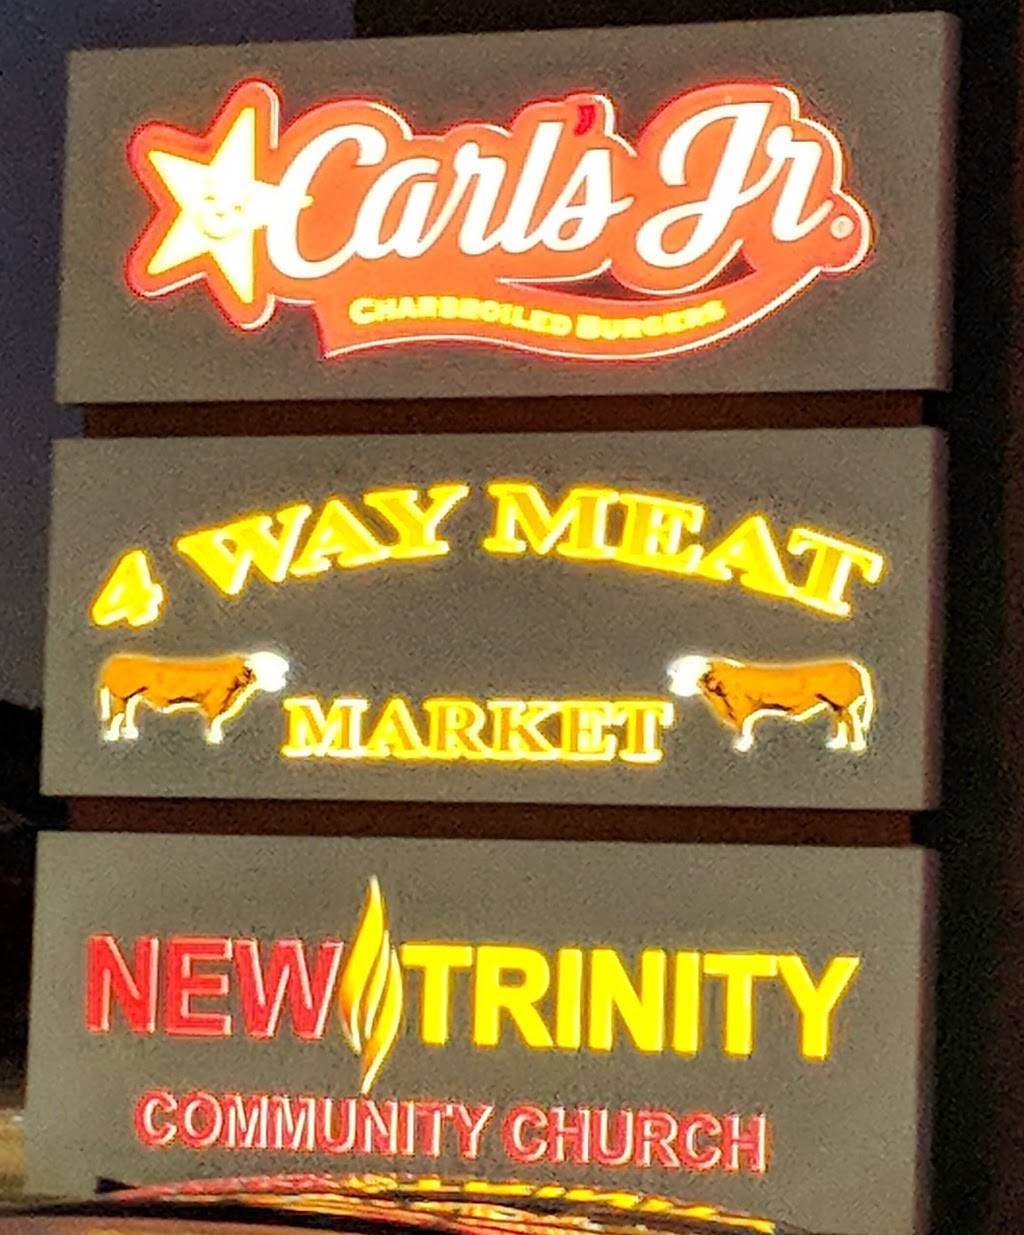 Carl's Jr.®
CHARBROILED BURGERS
4 WAY MEAT
MARKET
NEW TRINITY
COMMUNITY CHURCH